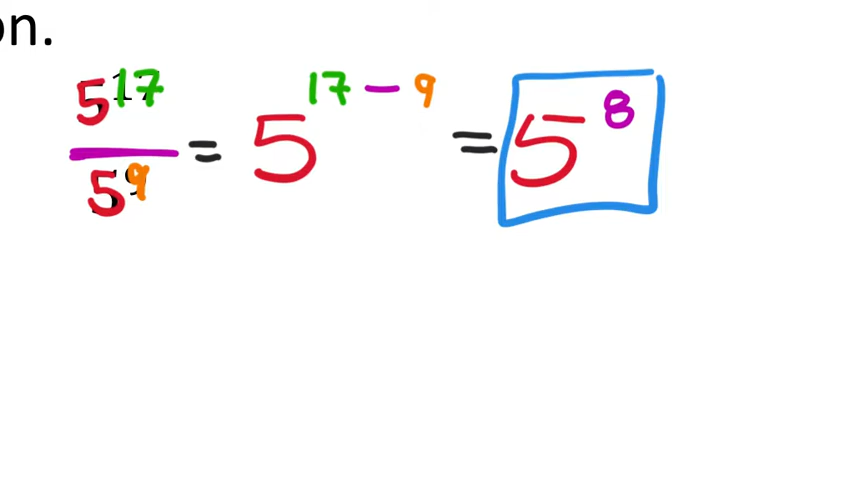 on.
5^17 / 5^9 = 5^(17 - 9) = 5^8